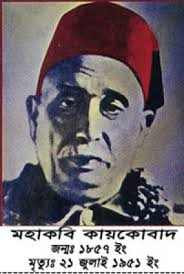 মহাকবি কায়কোবাদ
জন্মঃ ১৮৫৭ ইং
মৃত্যুঃ ২১ জুলাই ১৯৫১ ইং